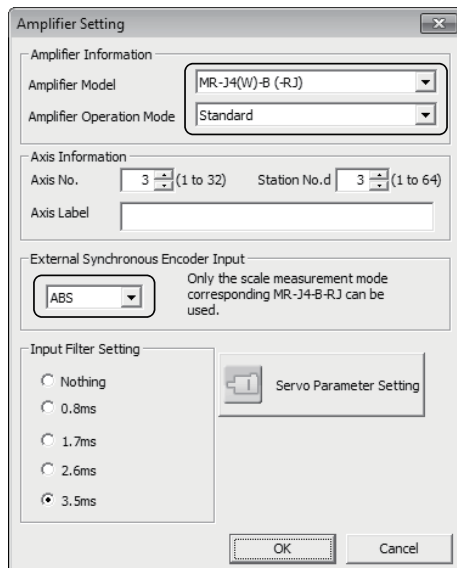 Amplifier Setting
Amplifier Information
Amplifier Model MR-J4(W)-B (-RJ)
Amplifier Operation Mode Standard
Axis Information
Axis No. 3 (1 to 32) Station No.d 3 (1 to 64)
Axis Label
External Synchronous Encoder Input
ABS
Only the scale measurement mode
corresponding MR-J4-B-RJ can be
used.
Input Filter Setting
Nothing
0.8ms
1.7ms
2.6ms
3.5ms
Servo Parameter Setting
OK Cancel